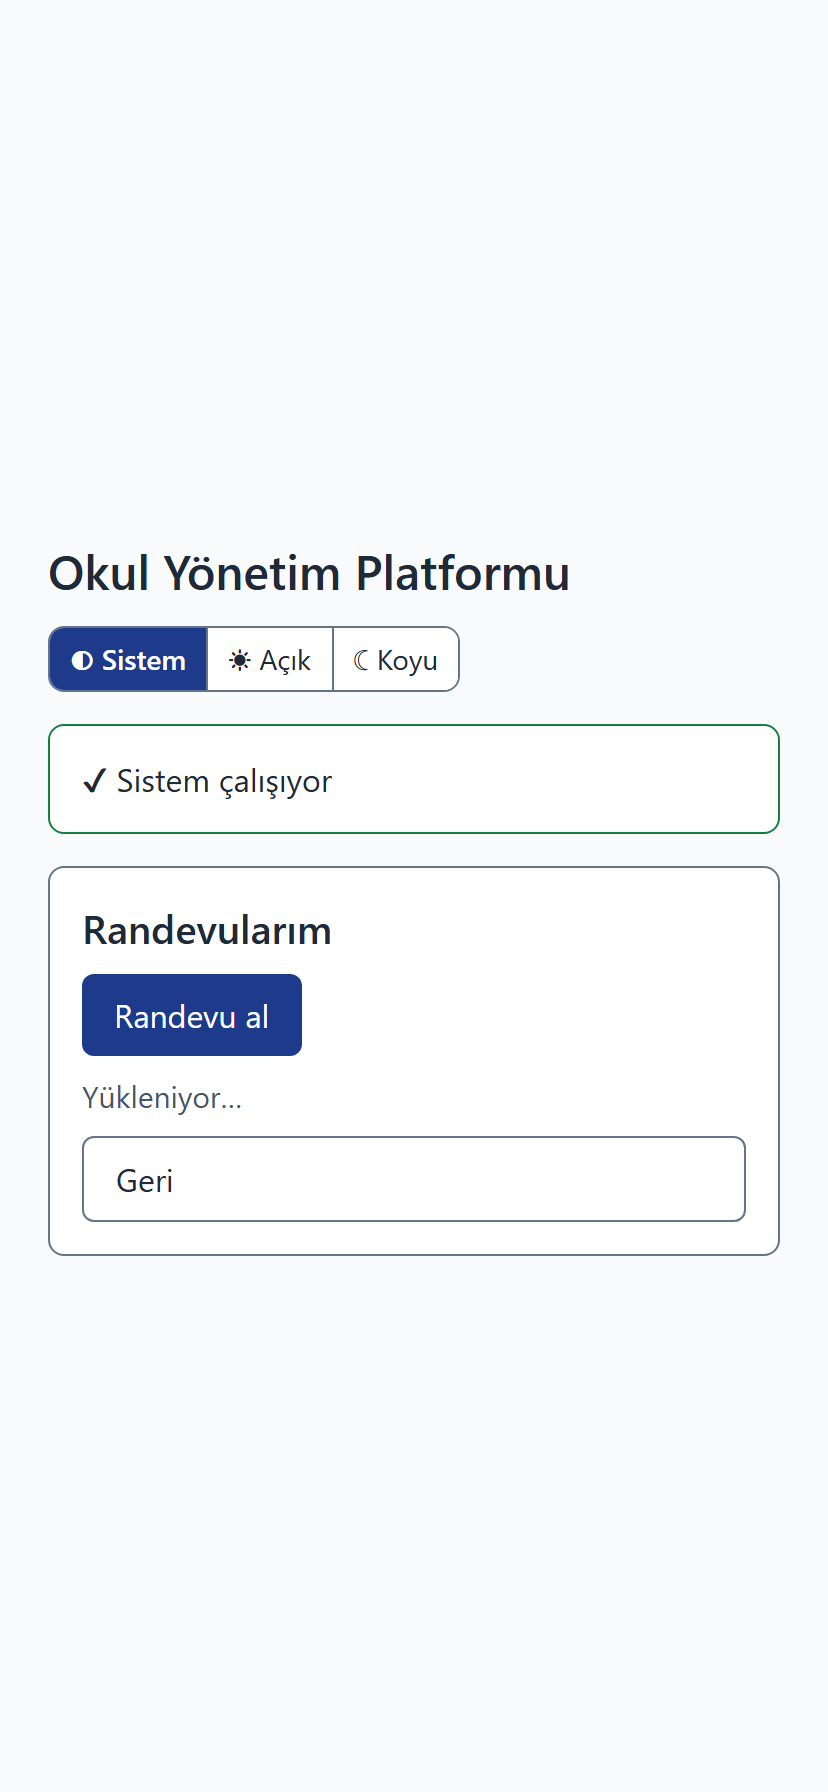 Okul Yönetim Platformu
◐ Sistem ☀ Açık ☾ Koyu
✓ Sistem çalışıyor
Randevularım
Randevu al
Yükleniyor…
Geri